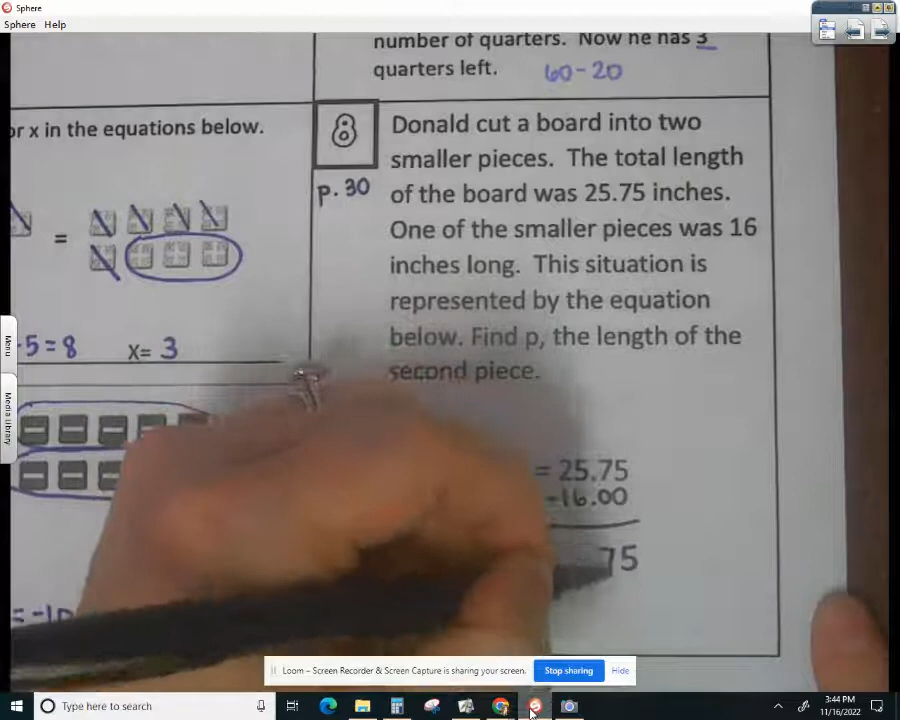 Sphere
Sphere Help
number of quarters. Now he has 3
quarters left. 60-20
or x in the equations below.
=
-5=8 x= 3
= -10
8
p. 30
Donald cut a board into two
smaller pieces. The total length
of the board was 25.75 inches.
One of the smaller pieces was 16
inches long. This situation is
represented by the equation
below. Find p, the length of the
second piece.
= 25.75
-16.00
75
Menu
Media Library
Loom – Screen Recorder & Screen Capture is sharing your screen. Stop sharing Hide
Type here to search
3:44 PM
11/16/2022